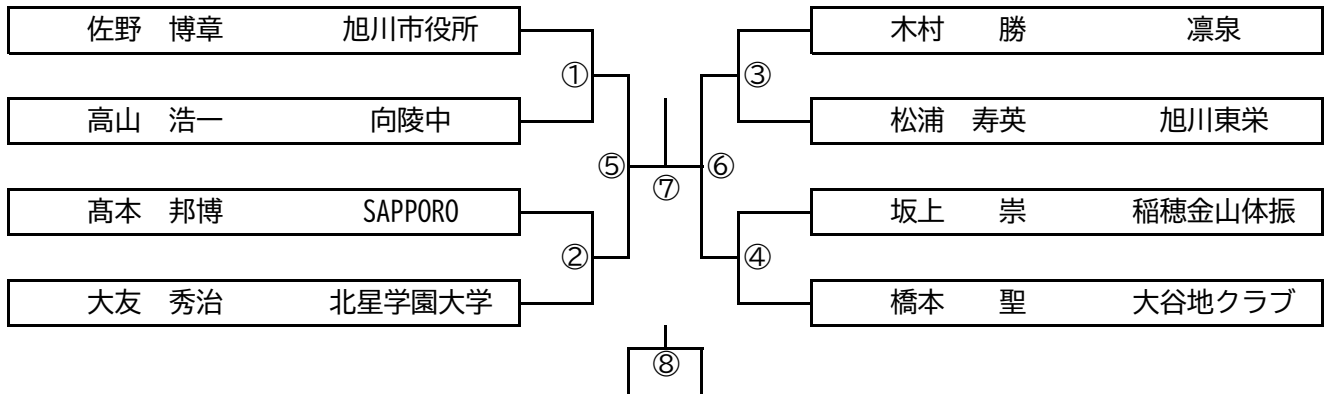 佐野　博章　旭川市役所　木村　勝　凛泉
①　③
高山　浩一　向陵中　松浦　寿英　旭川東栄
⑤　⑥
⑦
髙本　邦博　SAPPORO　坂上　崇　稲穂金山体振
②　④
大友　秀治　北星学園大学　橋本　聖　大谷地クラブ
⑧